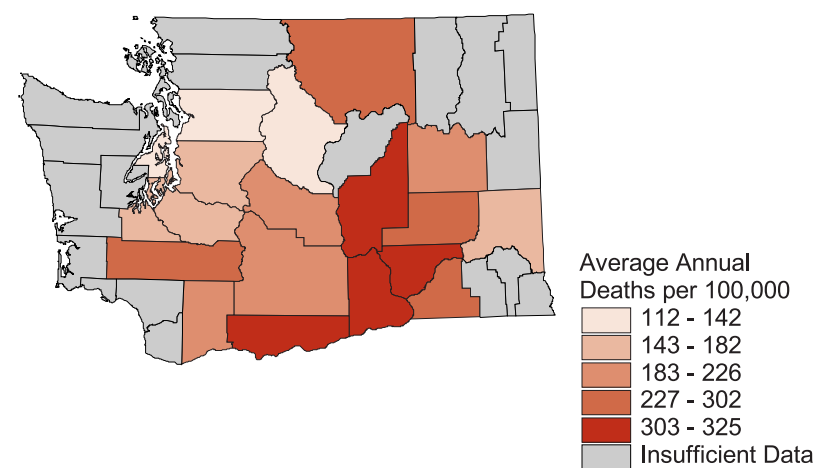 Average Annual
Deaths per 100,000
112 - 142
143 - 182
183 - 226
227 - 302
303 - 325
Insufficient Data